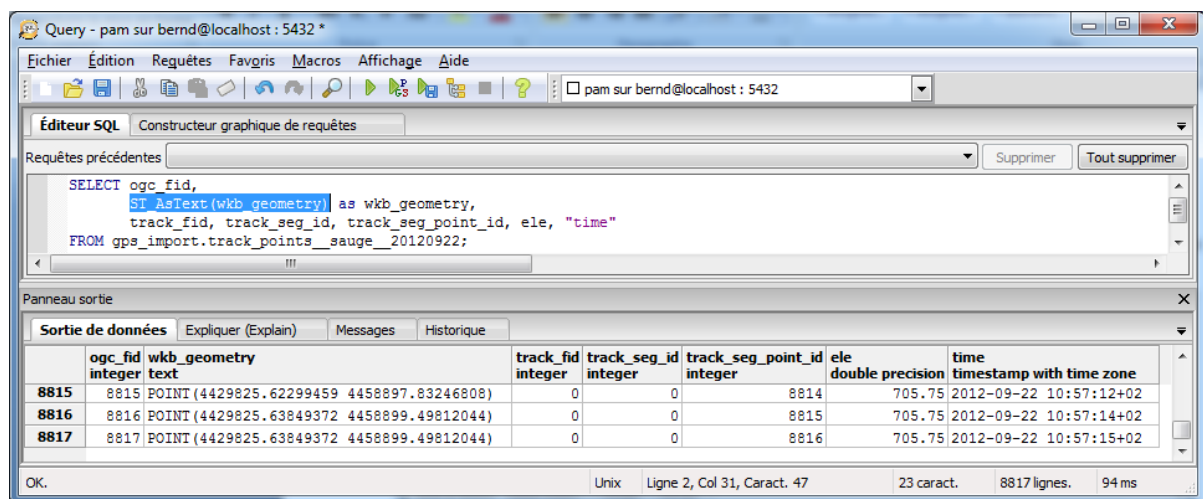 Query - pam sur bernd@localhost : 5432 *
Fichier Édition Requêtes Favoris Macros Affichage Aide
pam sur bernd@localhost : 5432
Éditeur SQL Constructeur graphique de requêtes
Requêtes précédentes Supprimer Tout supprimer
SELECT ogc_fid,
ST_AsText(wkb_geometry) as wkb_geometry,
track_fid, track_seg_id, track_seg_point_id, ele, "time"
FROM gps_import.track_points__sauge__20120922;
Panneau sortie X
Sortie de données Expliquer (Explain) Messages Historique
ogc_fid wkb_geometry track_fid track_seg_id track_seg_point_id ele time
integer text integer integer integer double precision timestamp with time zone
8815 8815 POINT(4429825.62299459 4458897.83246808) 0 0 8814 705.75 2012-09-22 10:57:12+02
8816 8816 POINT(4429825.63849372 4458899.49812044) 0 0 8815 705.75 2012-09-22 10:57:14+02
8817 8817 POINT(4429825.63849372 4458899.49812044) 0 0 8816 705.75 2012-09-22 10:57:15+02
OK. Unix Ligne 2, Col 31, Caract. 47 23 caract. 8817 lignes. 94 ms